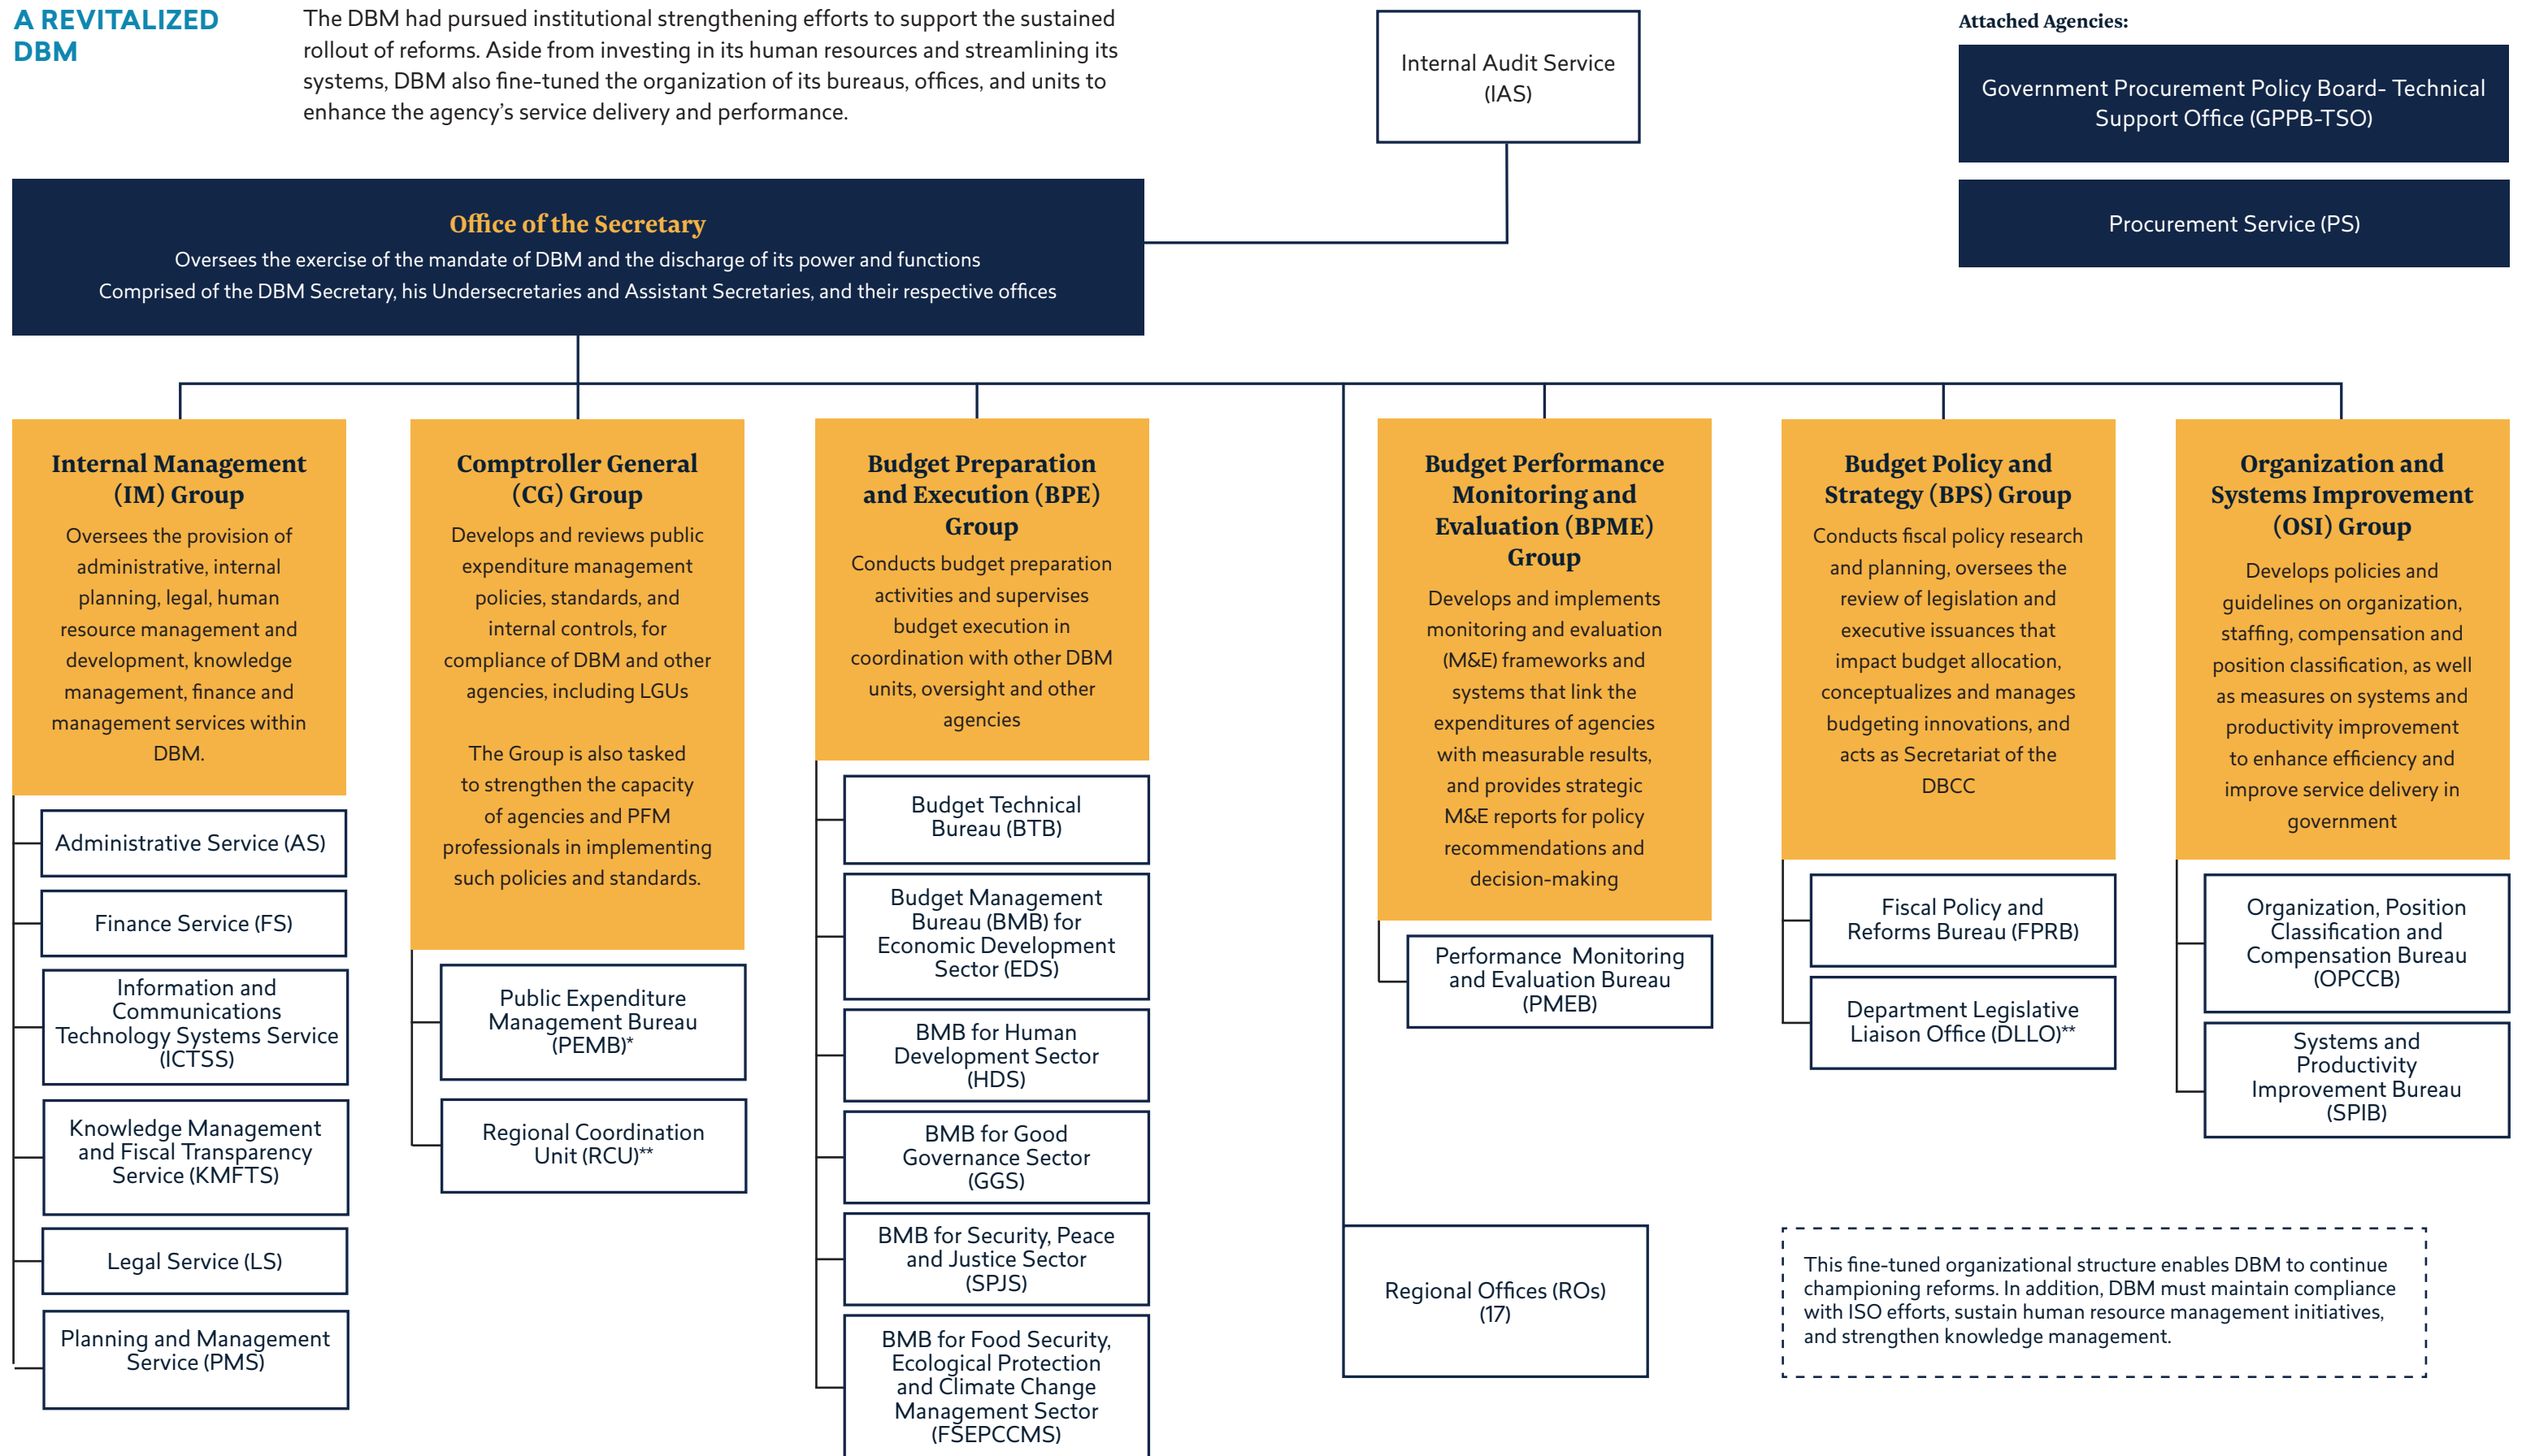 A REVITALIZED
DBM
The DBM had pursued institutional strengthening efforts to support the sustained
rollout of reforms. Aside from investing in its human resources and streamlining its
systems, DBM also fine-tuned the organization of its bureaus, offices, and units to
enhance the agency’s service delivery and performance.
Internal Audit Service
(IAS)
Attached Agencies:
Government Procurement Policy Board- Technical
Support Office (GPPB-TSO)
Procurement Service (PS)
Office of the Secretary
Oversees the exercise of the mandate of DBM and the discharge of its power and functions
Comprised of the DBM Secretary, his Undersecretaries and Assistant Secretaries, and their respective offices
Internal Management
(IM) Group
Oversees the provision of
administrative, internal
planning, legal, human
resource management and
development, knowledge
management, finance and
management services within
DBM.
Administrative Service (AS)
Finance Service (FS)
Information and
Communications
Technology Systems Service
(ICTSS)
Knowledge Management
and Fiscal Transparency
Service (KMFTS)
Legal Service (LS)
Planning and Management
Service (PMS)
Comptroller General
(CG) Group
Develops and reviews public
expenditure management
policies, standards, and
internal controls, for
compliance of DBM and other
agencies, including LGUs
The Group is also tasked
to strengthen the capacity
of agencies and PFM
professionals in implementing
such policies and standards.
Public Expenditure
Management Bureau
(PEMB)*
Regional Coordination
Unit (RCU)**
Budget Preparation
and Execution (BPE)
Group
Conducts budget preparation
activities and supervises
budget execution in
coordination with other DBM
units, oversight and other
agencies
Budget Technical
Bureau (BTB)
Budget Management
Bureau (BMB) for
Economic Development
Sector (EDS)
BMB for Human
Development Sector
(HDS)
BMB for Good
Governance Sector
(GGS)
BMB for Security, Peace
and Justice Sector
(SPJS)
BMB for Food Security,
Ecological Protection
and Climate Change
Management Sector
(FSEPCCMS)
Budget Performance
Monitoring and
Evaluation (BPME)
Group
Develops and implements
monitoring and evaluation
(M&E) frameworks and
systems that link the
expenditures of agencies
with measurable results,
and provides strategic
M&E reports for policy
recommendations and
decision-making
Performance Monitoring
and Evaluation Bureau
(PMEB)
Regional Offices (ROs)
(17)
Budget Policy and
Strategy (BPS) Group
Conducts fiscal policy research
and planning, oversees the
review of legislation and
executive issuances that
impact budget allocation,
conceptualizes and manages
budgeting innovations, and
acts as Secretariat of the
DBCC
Fiscal Policy and
Reforms Bureau (FPRB)
Department Legislative
Liaison Office (DLLO)**
Organization and
Systems Improvement
(OSI) Group
Develops policies and
guidelines on organization,
staffing, compensation and
position classification, as well
as measures on systems and
productivity improvement
to enhance efficiency and
improve service delivery in
government
Organization, Position
Classification and
Compensation Bureau
(OPCCB)
Systems and
Productivity
Improvement Bureau
(SPIB)
This fine-tuned organizational structure enables DBM to continue
championing reforms. In addition, DBM must maintain compliance
with ISO efforts, sustain human resource management initiatives,
and strengthen knowledge management.